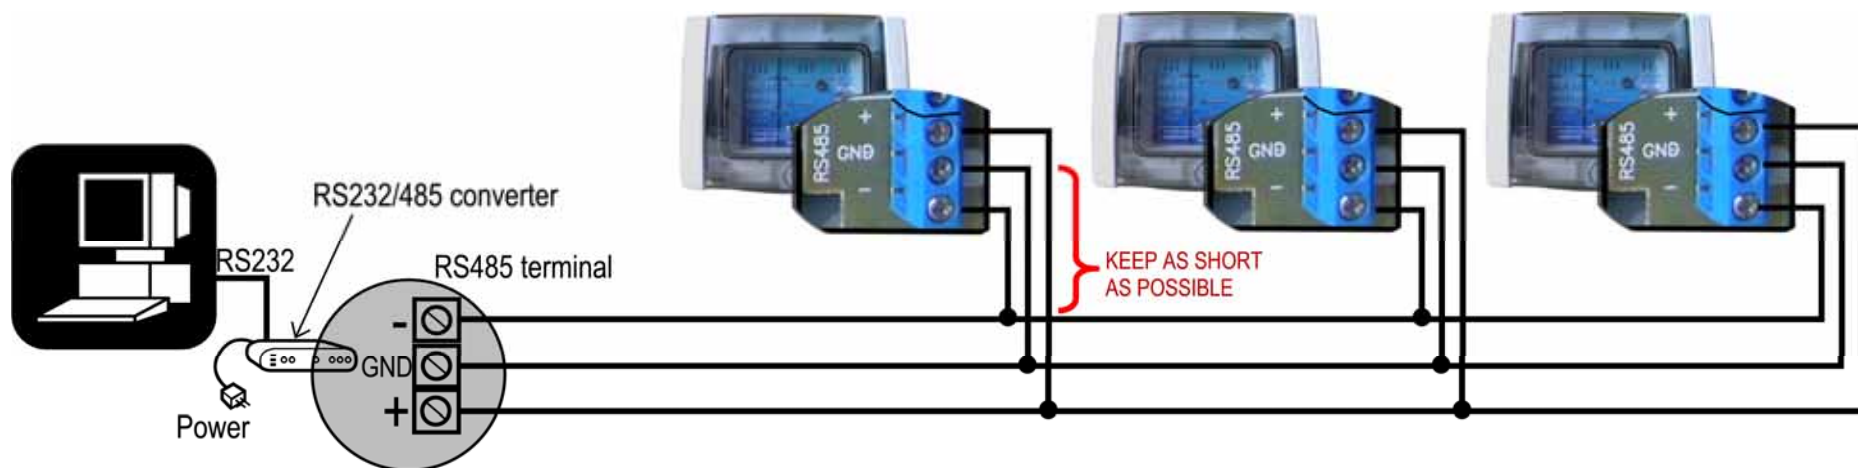 +
RS485
GND
-
+
RS485
GND
-
+
RS485
GND
-
RS232/485 converter
RS232
RS485 terminal
KEEP AS SHORT
AS POSSIBLE
-
GND
+
Power